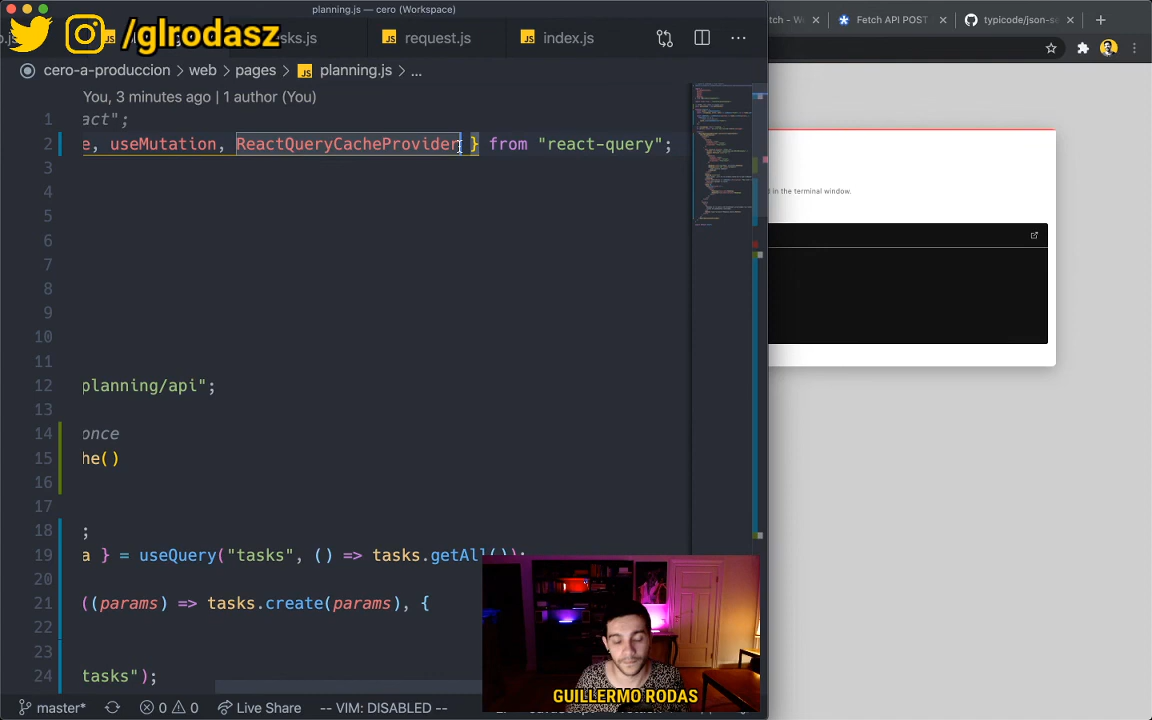 planning.js — cero (Workspace)
/glrodasz
sks.js
request.js
index.js
Fetch API POST
typicode/json-se
cero-a-produccion > web > pages > planning.js > ...
You, 3 minutes ago | 1 author (You)
1 act";
2 e, useMutation, ReactQueryCacheProvider } from "react-query";
3
4
5
6
7
8
9
10
11
12 planning/api";
13
14 once
15 he()
16
17
18 ;
19 a } = useQuery("tasks", () => tasks.getAll());
20
21 ((params) => tasks.create(params), {
22
23
24 tasks");
d in the terminal window.
GUILLERMO RODAS
master* 0 0 Live Share -- VIM: DISABLED --